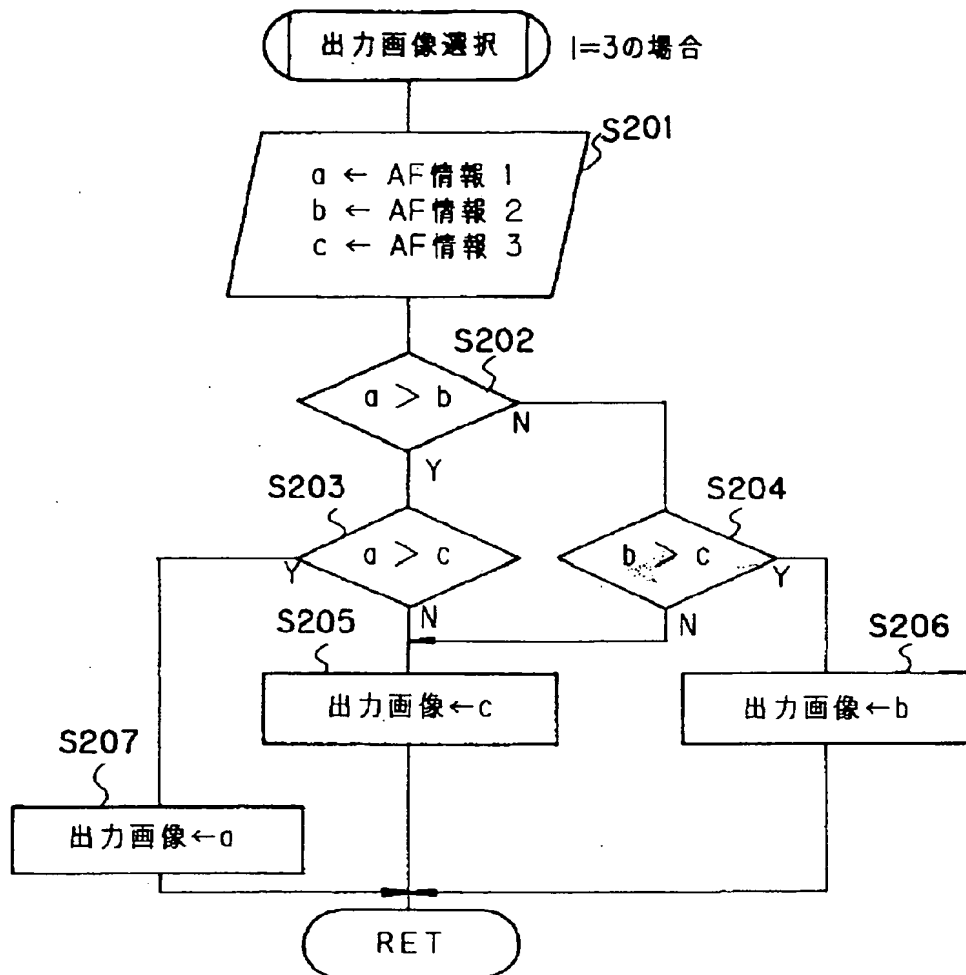 出力画像選択
I=3の場合
S201
a ← AF情報 1
b ← AF情報 2
c ← AF情報 3
S202
a > b
N
Y
S203
S204
a > c
b > c
Y
Y
N
N
S205
S206
出力画像←c
出力画像←b
S207
出力画像←a
RET